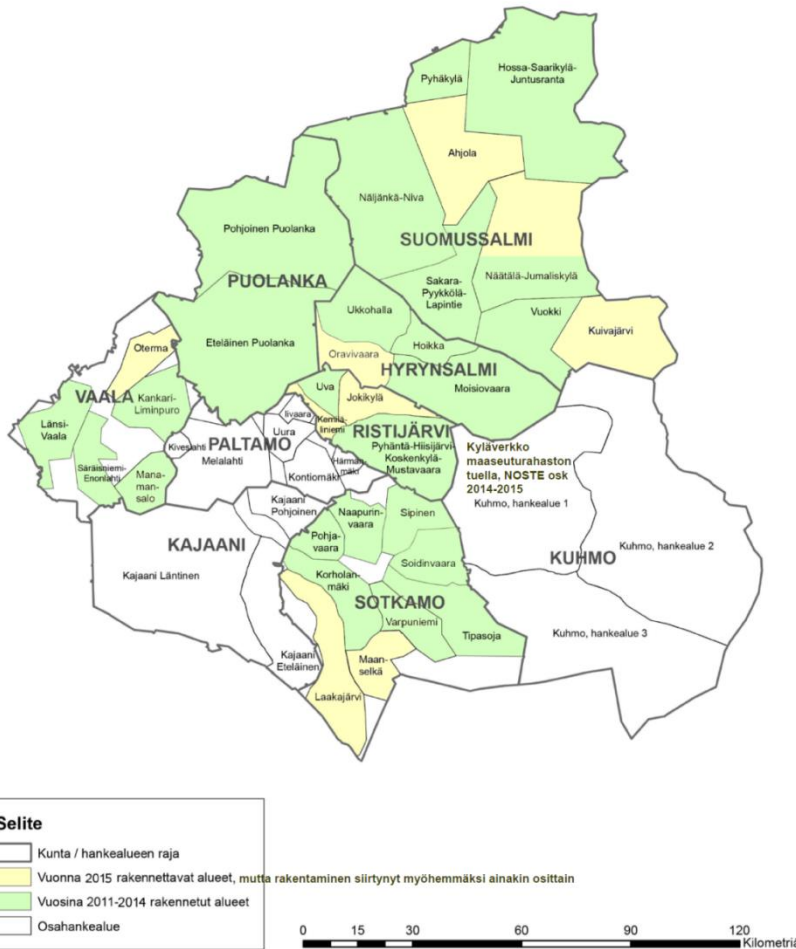 Pyhäkylä
Hossa-Saarikylä-
Juntusranta
Ahjola
Näljänkä-Niva
Pohjoinen Puolanka
SUOMUSSALMI
Näätälä-Jumaliskylä
PUOLANKA
Sakara-
Pyykkölä-
Lapintie
Ukkohalla
Vuokki
Kuivajärvi
Hoikka
Eteläinen Puolanka
Oterma
Oravivaara
HYRYNSALMI
Moisiovaara
VAALA
Kankari-
Liminpuro
Uva
Jokikylä
Iivaara
Länsi-
Vaala
Uura
RISTIJÄRVI
PALTAMO
Kiveslahti
Melalahti
Pyhäntä-Hiisijärvi-
Koskenkylä-
Mustavaara
Kyläverkko
maaseuturahaston
tuella, NOSTE osk
2014-2015
Säräisniemi-
Enonlahti
Mana-
man-
salo
Kontiomäki
Kuhmo, hankealue 1
Kajaani
Pohjoinen
Naapurin-
vaara
Sipinen
Pohja-
vaara
KAJAANI
Kuhmo, hankealue 2
KUHMO
Soidinvaara
Kajaani Läntinen
Korholan-
mäki
SOTKAMO
Varpuniemi
Tipasoja
Kuhmo, hankealue 3
Kajaani
Eteläinen
Maan-
selkä
Laakajärvi
Selite
Kunta / hankealueen raja
Vuonna 2015 rakennettavat alueet, mutta rakentaminen siirtynyt myöhemmäksi ainakin osittain
Vuosina 2011-2014 rakennetut alueet
Osahankealue
0 15 30 60 90 120